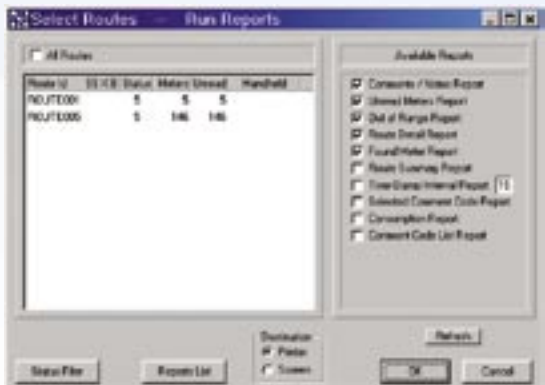 Select Routes — Run Reports
All Routes
Route Id Status Meters Unread Handheld
ROUTE001 5 5 5
ROUTE005 5 146 146
Available Reports
Comments / Notes Report
Unread Meters Report
Out of Range Report
Route Detail Report
Found Meter Report
Route Summary Report
Time Stamp Interval Report 15
Selected Comment Code Report
Consumption Report
Comment Code List Report
Destination
Printer
Screen
Status Filter
Reports List
Refresh
OK
Cancel